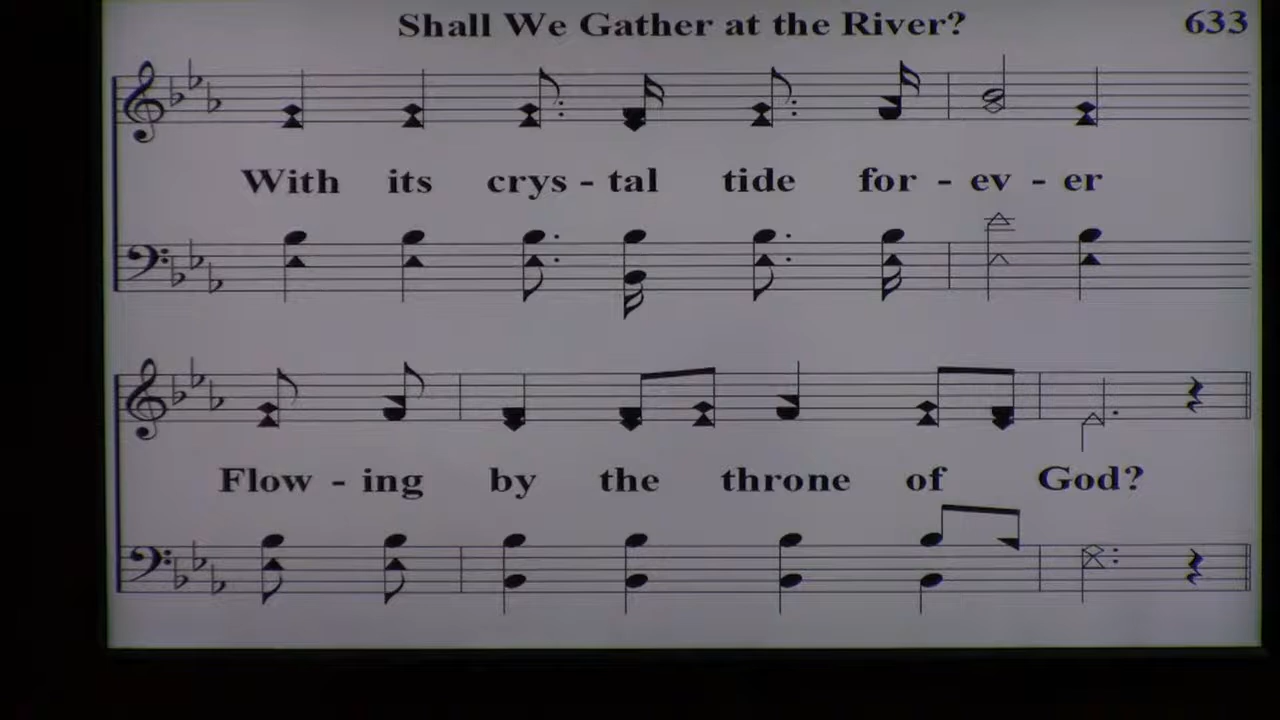 Shall We Gather at the River? 633
With its crys - tal tide for - ev - er
Flow - ing by the throne of God?